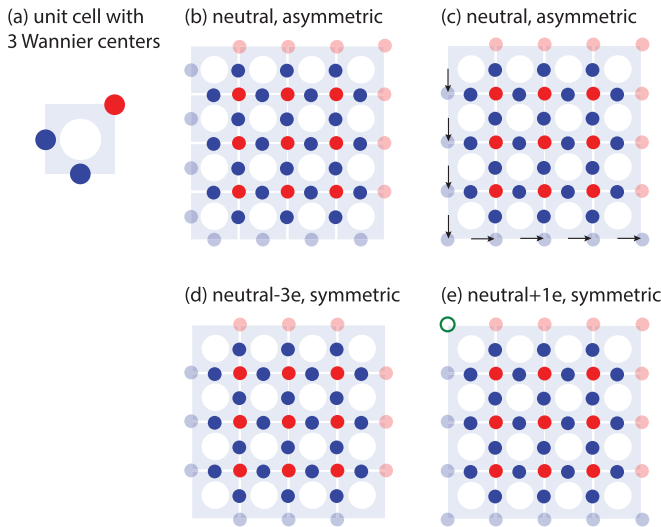 (a) unit cell with
3 Wannier centers
(b) neutral, asymmetric
(c) neutral, asymmetric
(d) neutral-3e, symmetric
(e) neutral+1e, symmetric